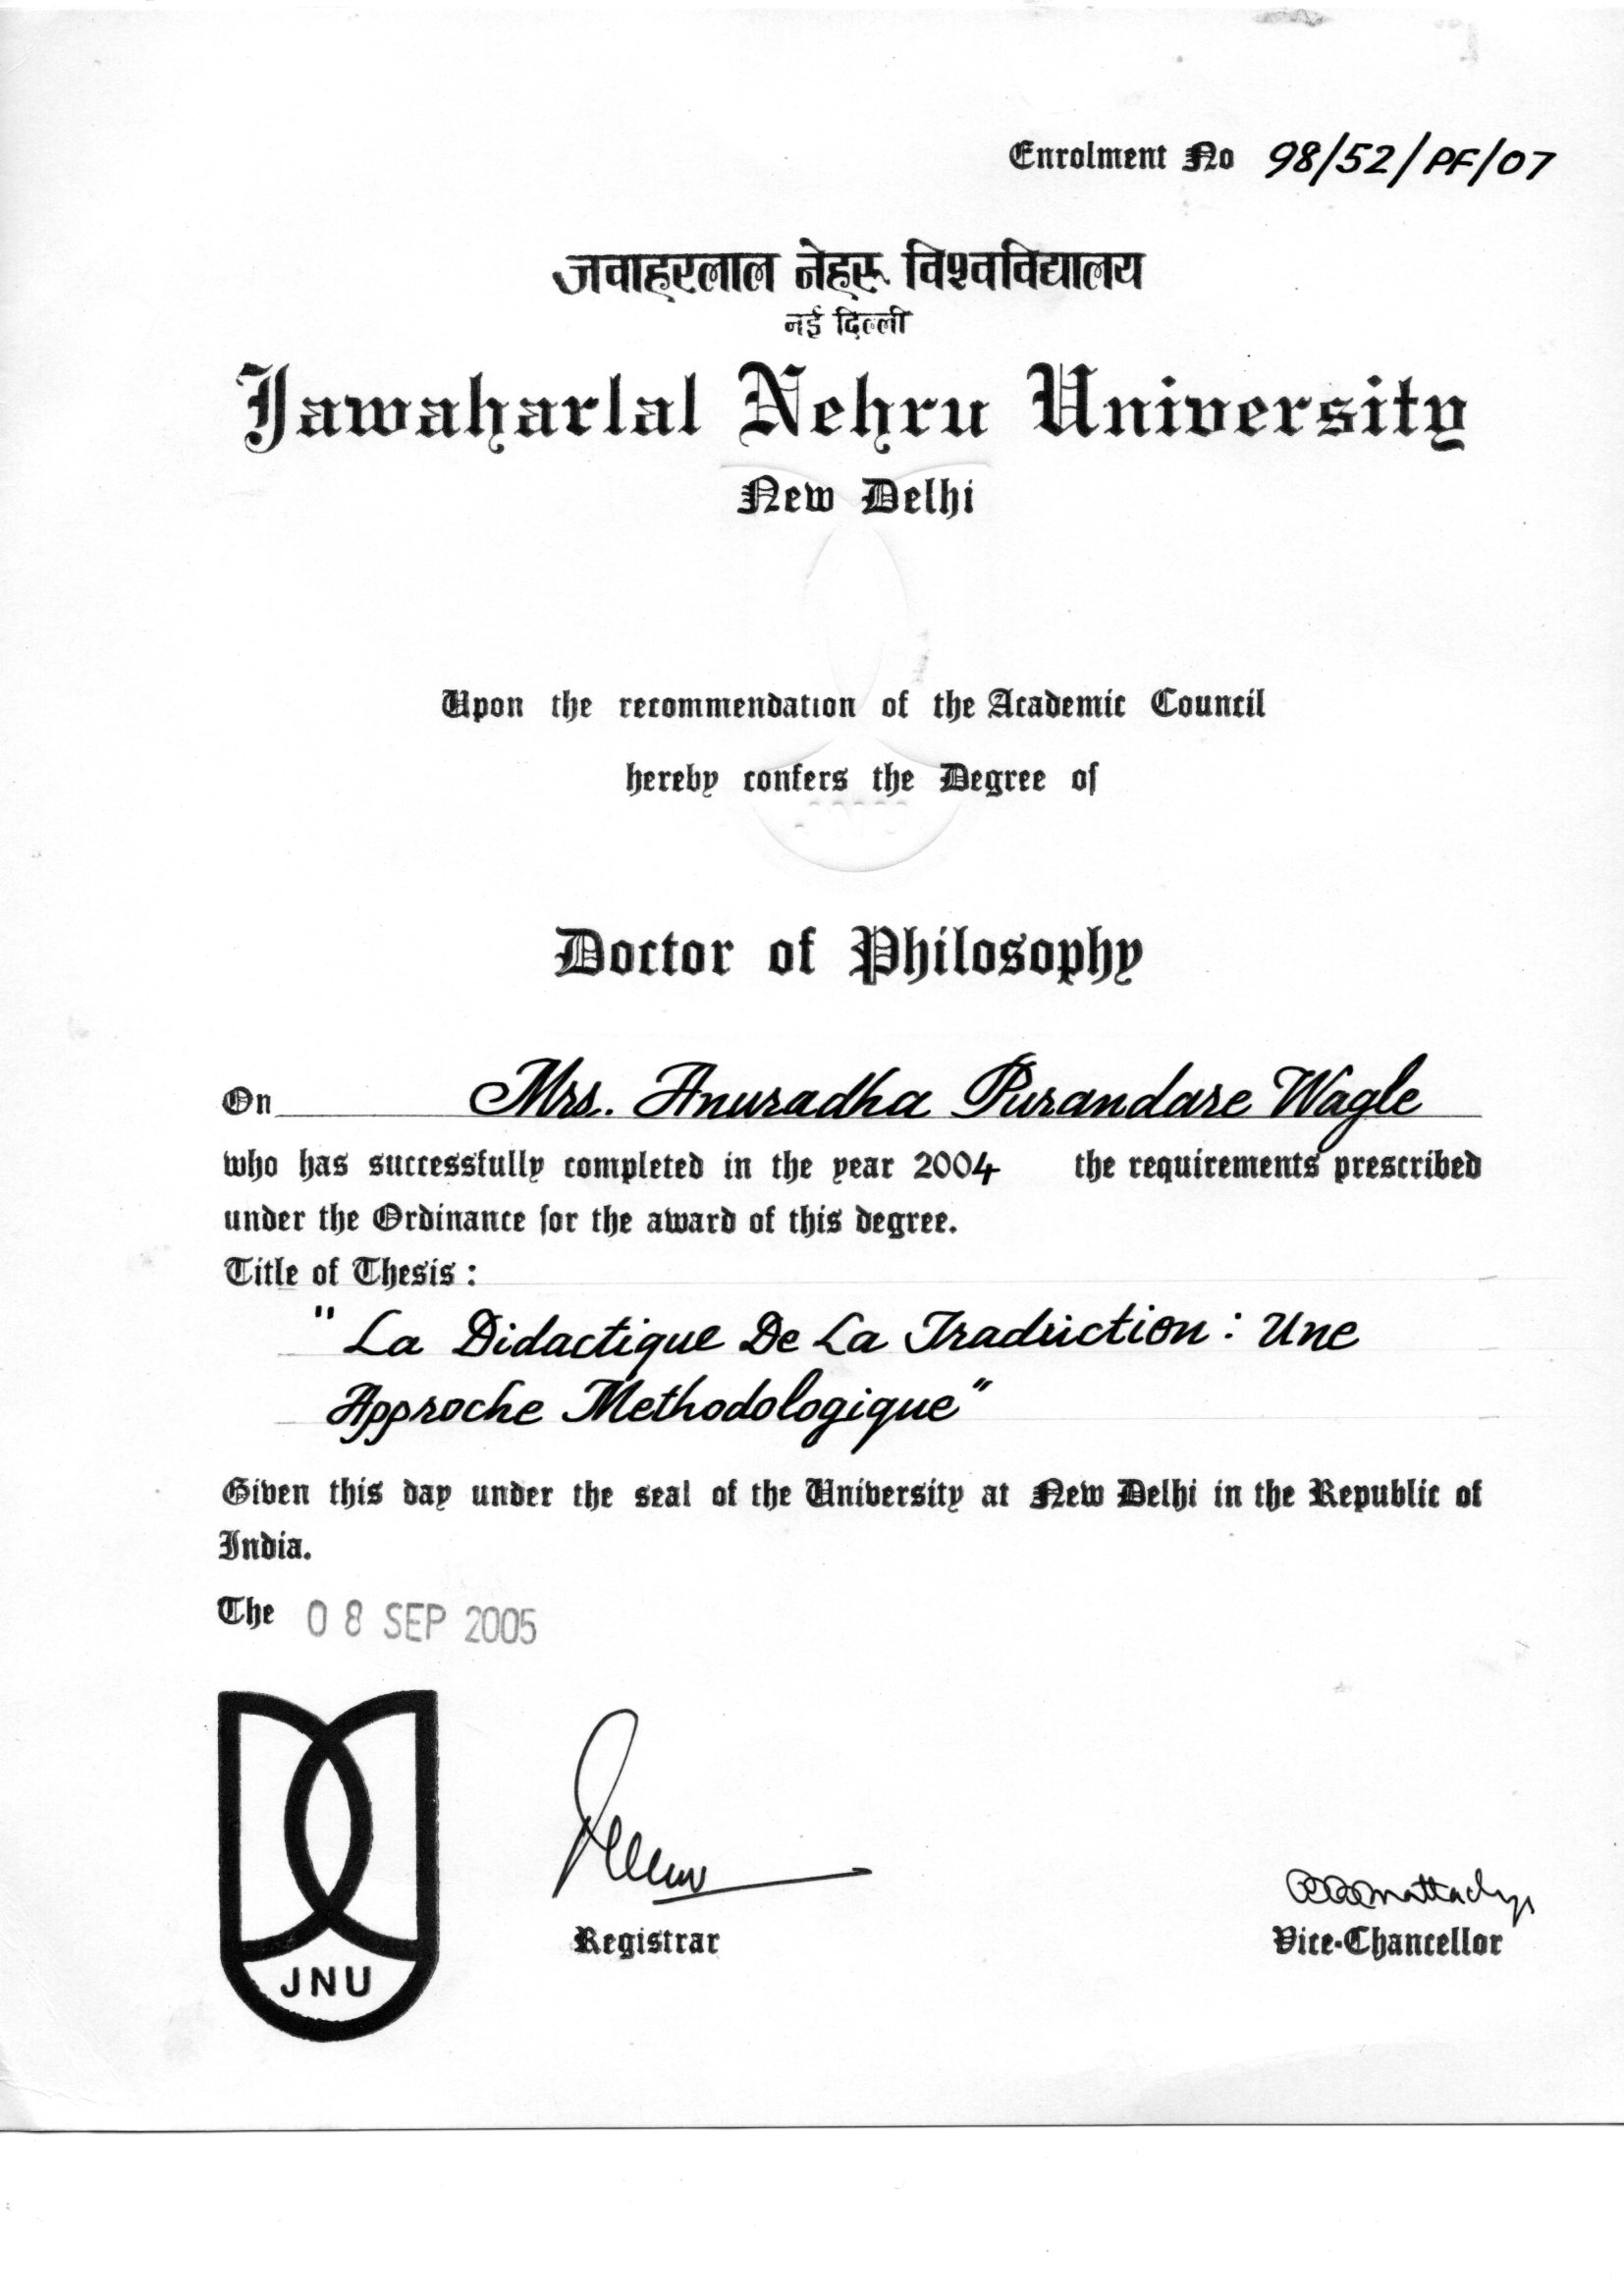 Enrolment No 98/52/PF/07
जवाहरलाल नेहरू विश्वविद्यालय
नई दिल्ली
Jawaharlal Nehru University
New Delhi
Upon the recommendation of the Academic Council
hereby confers the Degree of
Doctor of Philosophy
On Mrs. Anuradha Purandare Wagle
who has successfully completed in the year 2004 the requirements prescribed
under the Ordinance for the award of this degree.
Title of Thesis :
"La Didactique De La Traduction: Une
Approche Methodologique"
Given this day under the seal of the University at New Delhi in the Republic of
India.
The 08 SEP 2005
JNU
Registrar
Vice-Chancellor